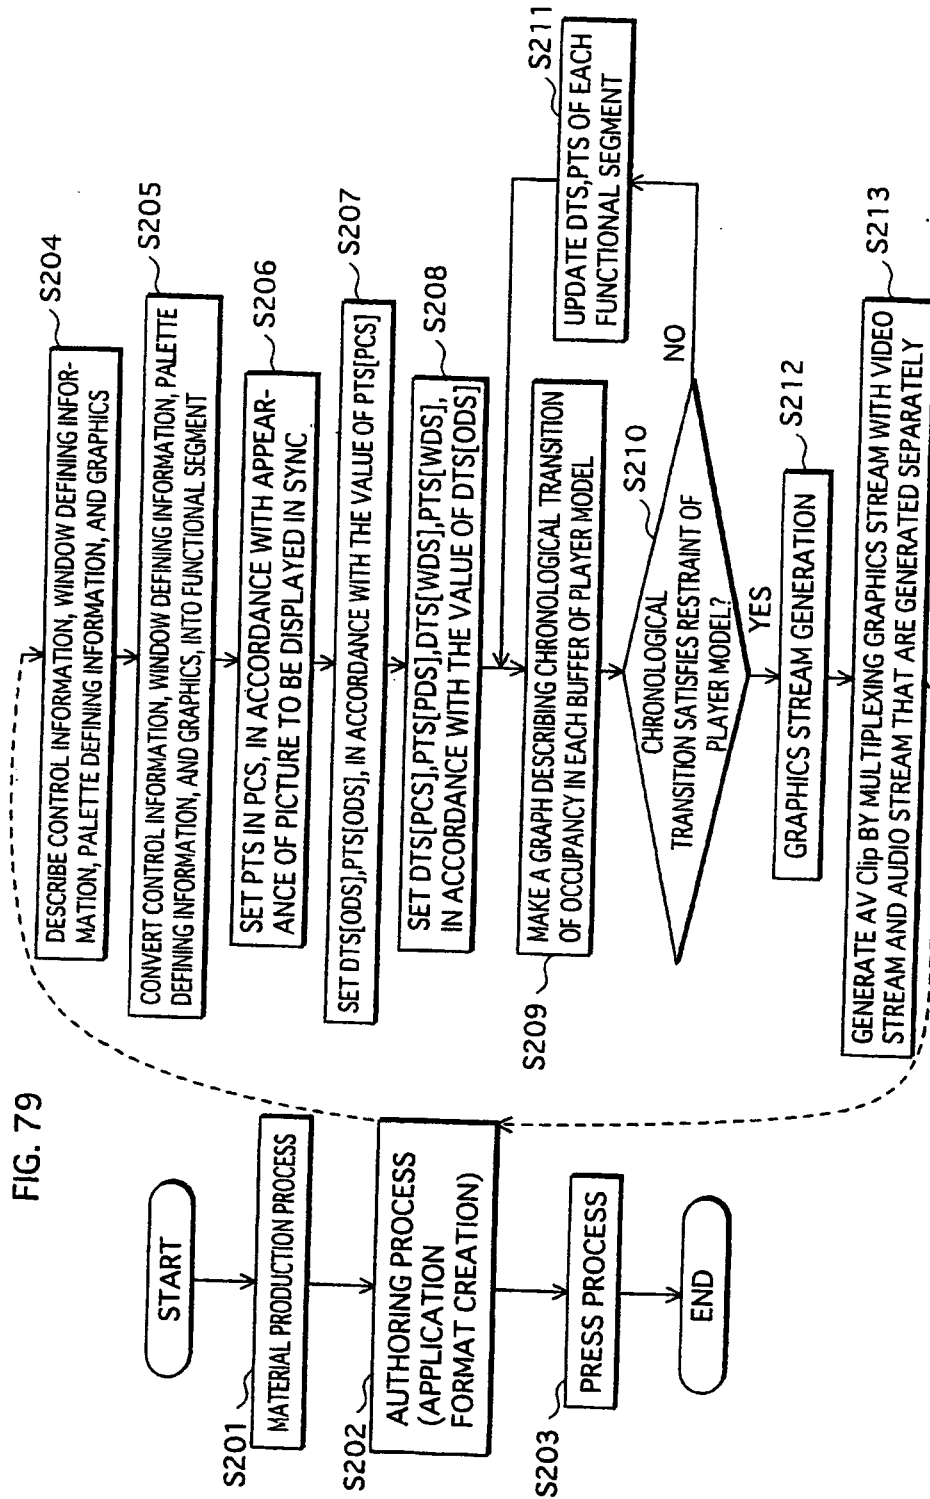 FIG. 79
START
S201
MATERIAL PRODUCTION PROCESS
S202
AUTHORING PROCESS
(APPLICATION
FORMAT CREATION)
S203
PRESS PROCESS
END
S204
DESCRIBE CONTROL INFORMATION, WINDOW DEFINING INFOR-
MATION, PALETTE DEFINING INFORMATION, AND GRAPHICS
S205
CONVERT CONTROL INFORMATION, WINDOW DEFINING INFORMATION, PALETTE
DEFINING INFORMATION, AND GRAPHICS, INTO FUNCTIONAL SEGMENT
S206
SET PTS IN PCS, IN ACCORDANCE WITH APPEAR-
ANCE OF PICTURE TO BE DISPLAYED IN SYNC
S207
SET DTS[ODS],PTS[ODS], IN ACCORDANCE WITH THE VALUE OF PTS[PCS]
S208
SET DTS[PCS],PTS[PDS],DTS[WDS],PTS[WDS],
IN ACCORDANCE WITH THE VALUE OF DTS[ODS]
S209
MAKE A GRAPH DESCRIBING CHRONOLOGICAL TRANSITION
OF OCCUPANCY IN EACH BUFFER OF PLAYER MODEL
S210
CHRONOLOGICAL
TRANSITION SATISFIES RESTRAINT OF
PLAYER MODEL?
NO
S211
UPDATE DTS,PTS OF EACH
FUNCTIONAL SEGMENT
YES
S212
GRAPHICS STREAM GENERATION
S213
GENERATE AV Clip BY MULTIPLEXING GRAPHICS STREAM WITH VIDEO
STREAM AND AUDIO STREAM THAT ARE GENERATED SEPARATELY